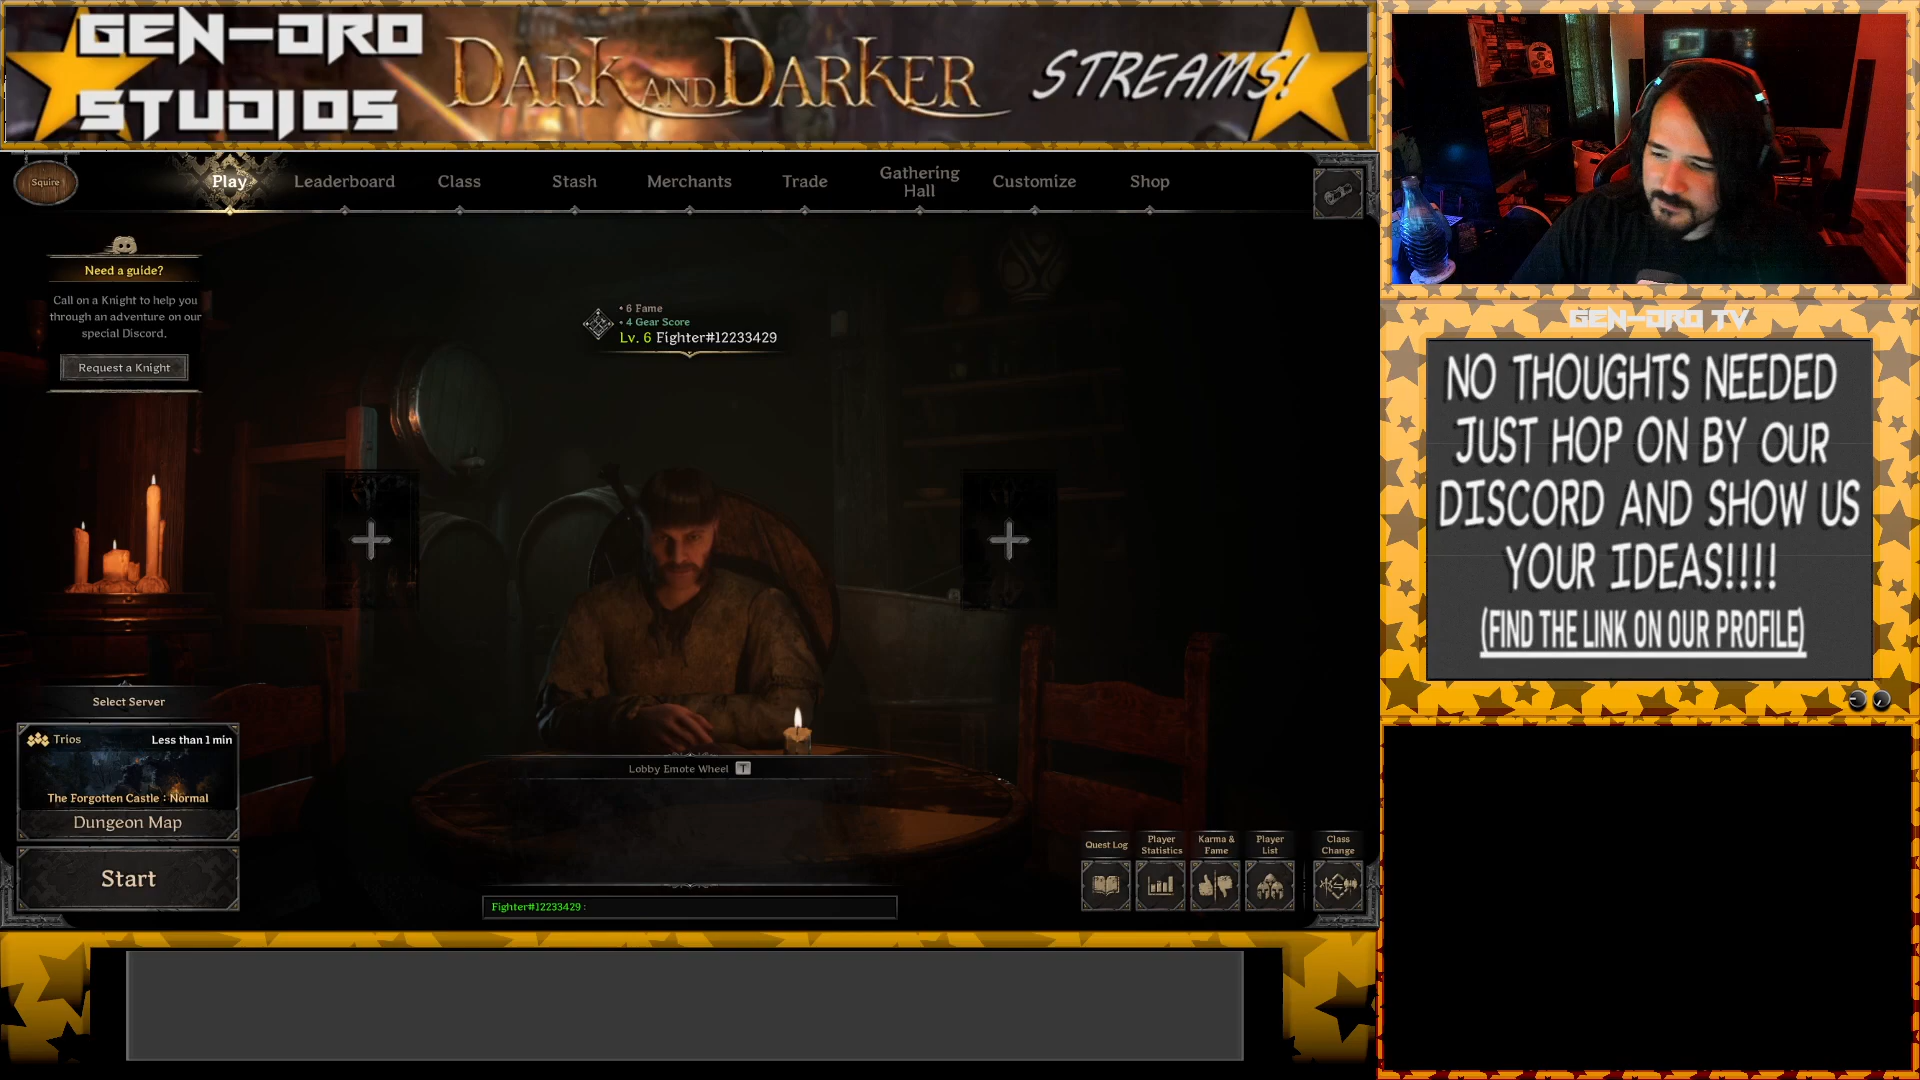 GEN-DRO
STUDIOS
DARK AND DARKER
STREAMS!
Squire
Play
Leaderboard
Class
Stash
Merchants
Trade
Gathering
Hall
Customize
Shop
Need a guide?
Call on a Knight to help you
through an adventure on our
special Discord.
Request a Knight
• 6 Fame
• 4 Gear Score
Lv. 6 Fighter#12233429
Select Server
Trios
Less than 1 min
The Forgotten Castle : Normal
Dungeon Map
Start
Lobby Emote Wheel T
Fighter#12233429 :
Quest Log
Player
Statistics
Karma &
Fame
Player
List
Class
Change
GEN-DRO TV
NO THOUGHTS NEEDED
JUST HOP ON BY OUR
DISCORD AND SHOW US
YOUR IDEAS!!!!
(FIND THE LINK ON OUR PROFILE)